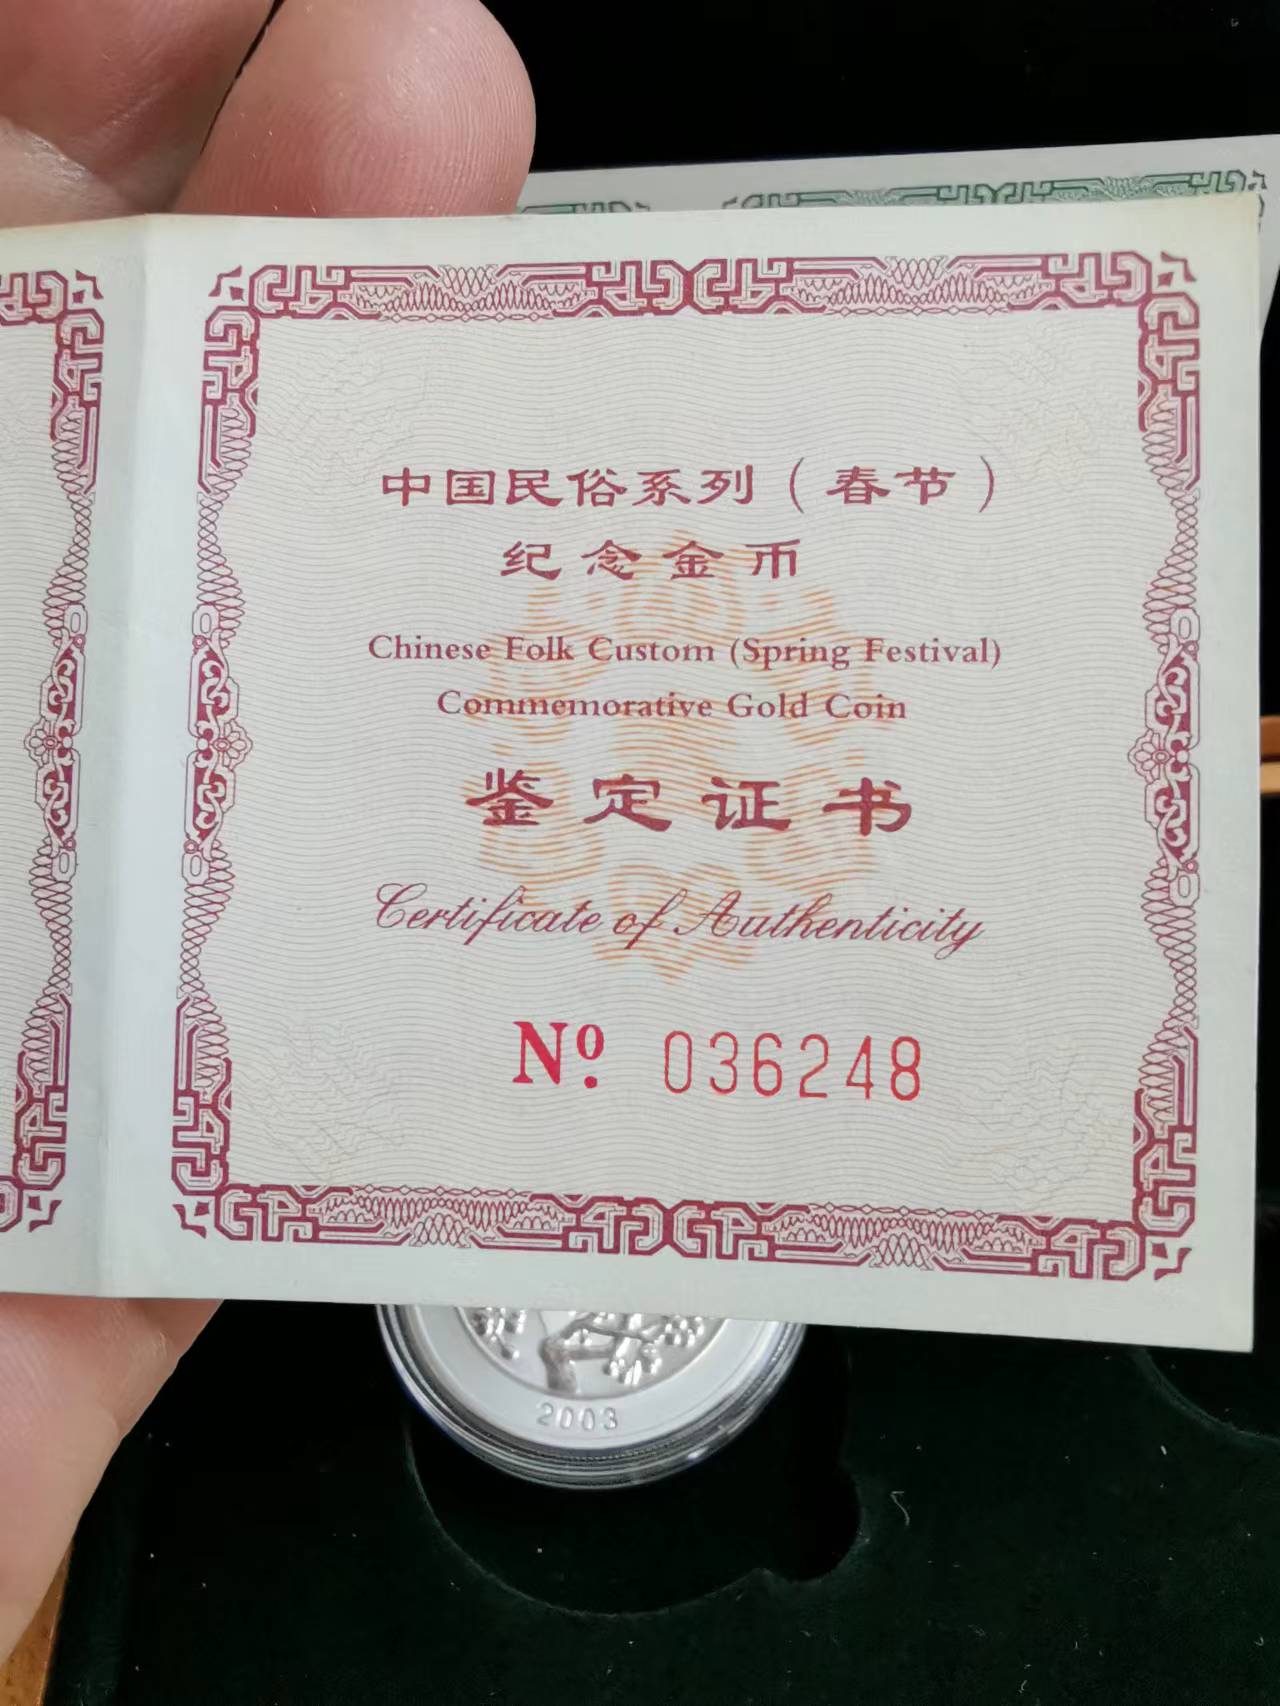 中国民俗系列（春节）
纪念金币
Chinese Folk Custom (Spring Festival)
Commemorative Gold Coin
鉴定证书
Certificate of Authenticity
Nº. 036248
2003